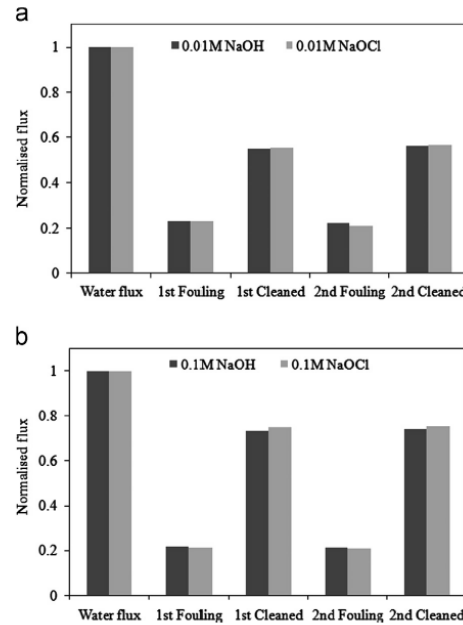 a
0.01M NaOH 0.01M NaOCl
1
0.8
0.6
0.4
0.2
0
Normalised flux
Water flux 1st Fouling 1st Cleaned 2nd Fouling 2nd Cleaned
b
0.1M NaOH 0.1M NaOCl
1
0.8
0.6
0.4
0.2
0
Normalised flux
Water flux 1st Fouling 1st Cleaned 2nd Fouling 2nd Cleaned